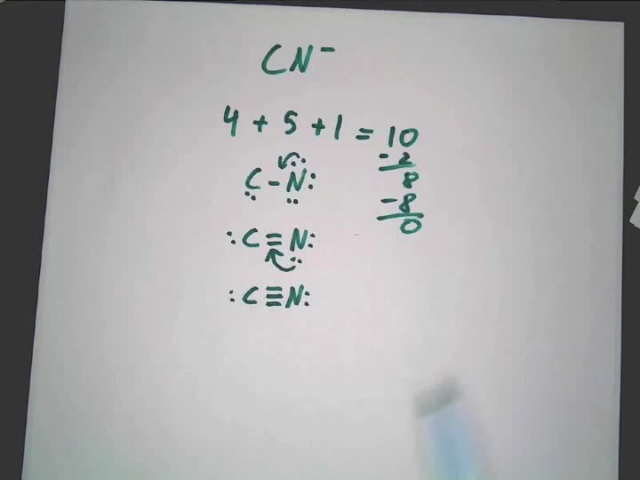 CN⁻
4 + 5 + 1 = 10
- 2
8
- 8
0
C - N:
:C = N:
:C ≡ N: